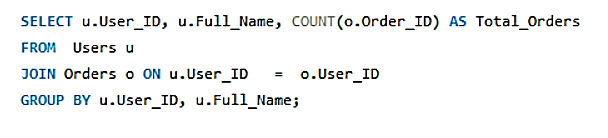 SELECT u.User_ID, u.Full_Name, COUNT(o.Order_ID) AS Total_Orders
FROM  Users u
JOIN Orders o ON u.User_ID   =  o.User_ID
GROUP BY u.User_ID, u.Full_Name;